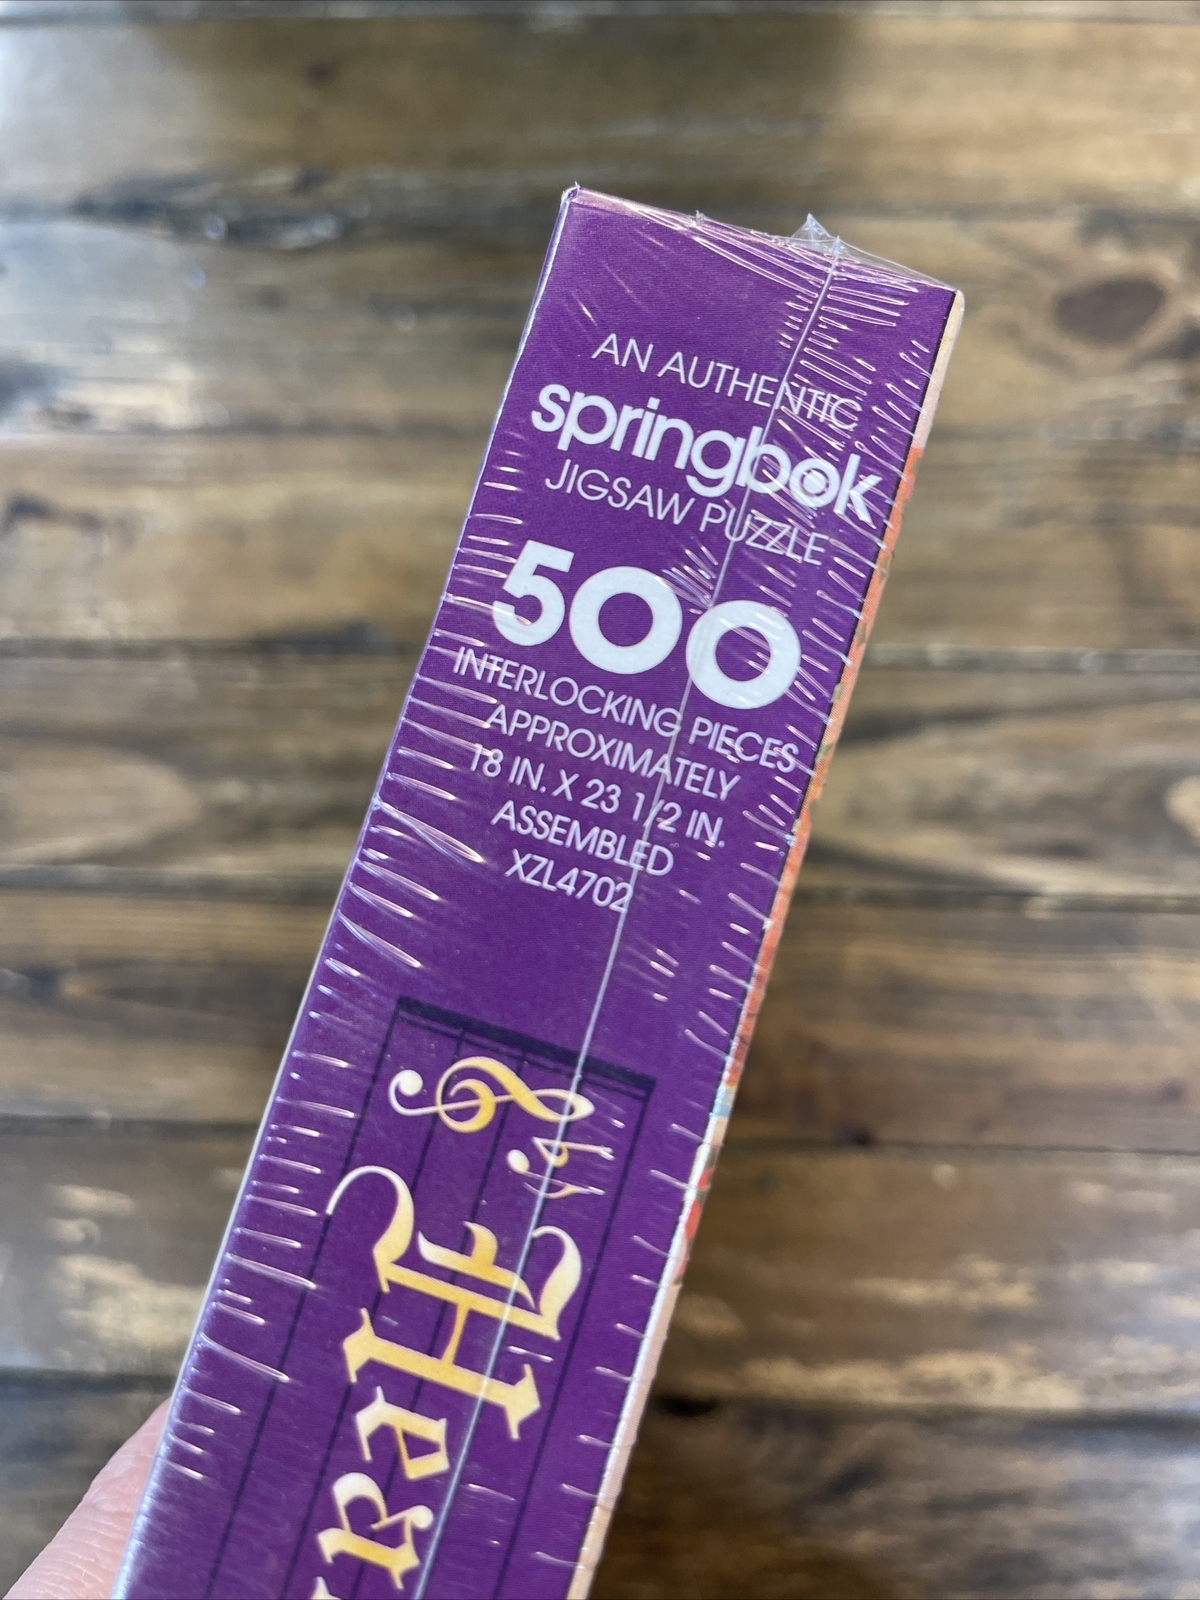 AN AUTHENTIC
springbok
JIGSAW PUZZLE
500
INTERLOCKING PIECES
APPROXIMATELY
18 IN. X 23 1/2 IN.
ASSEMBLED
XZL4702